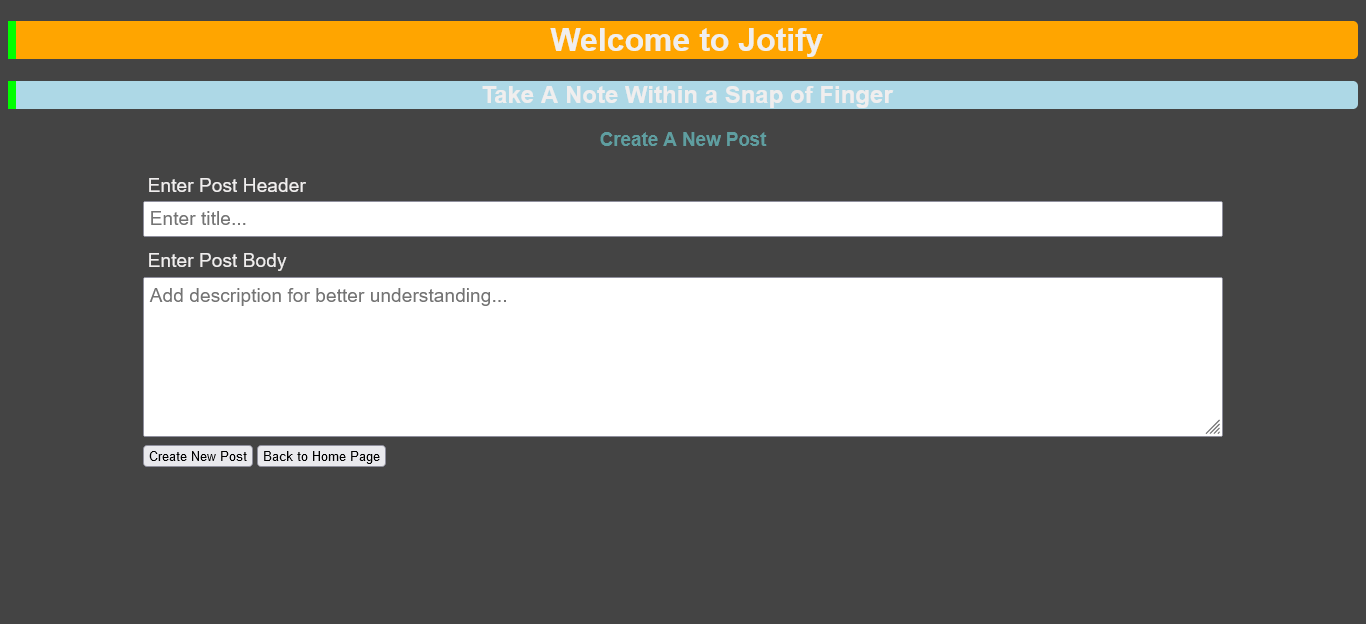 Welcome to Jotify
Take A Note Within a Snap of Finger
Create A New Post
Enter Post Header
Enter title...
Enter Post Body
Add description for better understanding...
Create New Post Back to Home Page